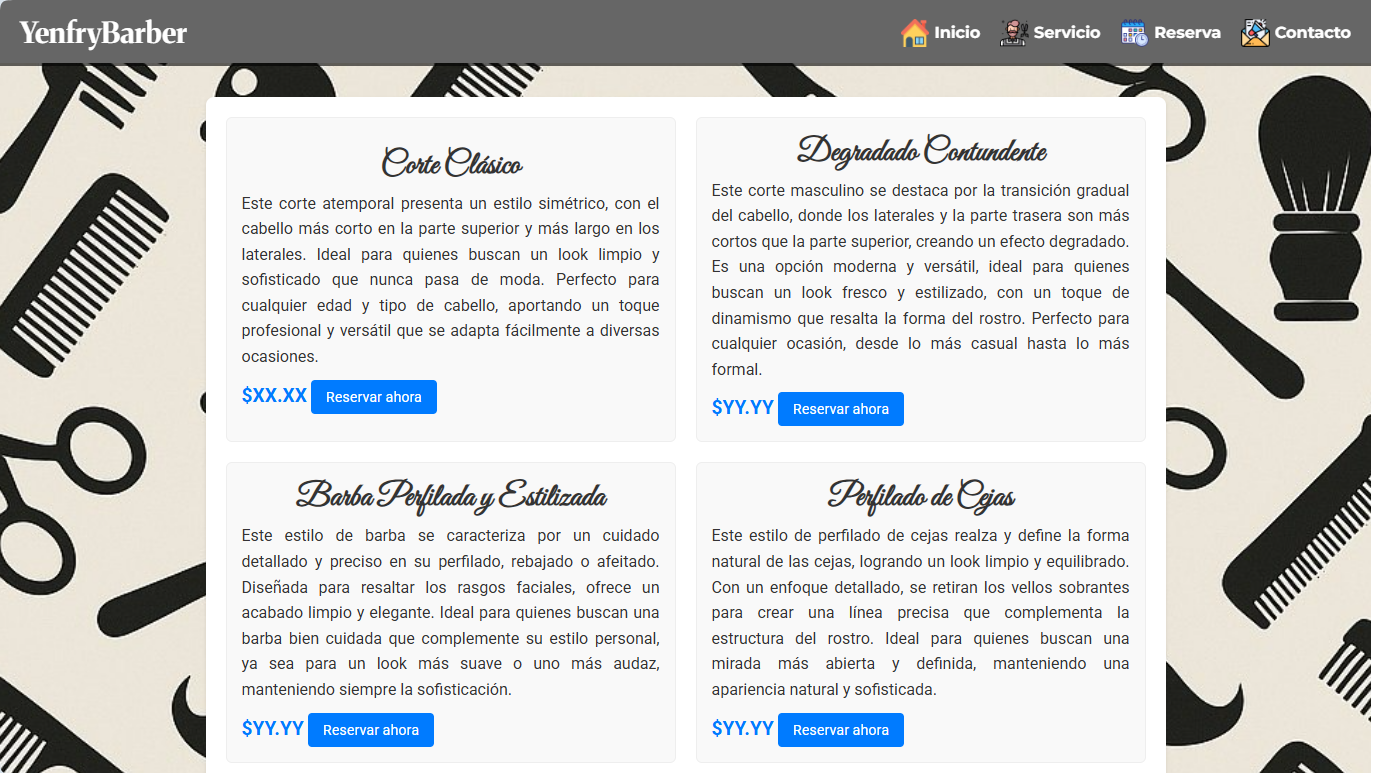 YenfryBarber
Inicio
Servicio
Reserva
Contacto
Corte Clásico
Este corte atemporal presenta un estilo simétrico, con el
cabello más corto en la parte superior y más largo en los
laterales. Ideal para quienes buscan un look limpio y
sofisticado que nunca pasa de moda. Perfecto para
cualquier edad y tipo de cabello, aportando un toque
profesional y versátil que se adapta fácilmente a diversas
ocasiones.
$XX.XX Reservar ahora
Degradado Contundente
Este corte masculino se destaca por la transición gradual
del cabello, donde los laterales y la parte trasera son más
cortos que la parte superior, creando un efecto degradado.
Es una opción moderna y versátil, ideal para quienes
buscan un look fresco y estilizado, con un toque de
dinamismo que resalta la forma del rostro. Perfecto para
cualquier ocasión, desde lo más casual hasta lo más
formal.
$YY.YY Reservar ahora
Barba Perfilada y Estilizada
Este estilo de barba se caracteriza por un cuidado
detallado y preciso en su perfilado, rebajado o afeitado.
Diseñada para resaltar los rasgos faciales, ofrece un
acabado limpio y elegante. Ideal para quienes buscan una
barba bien cuidada que complemente su estilo personal,
ya sea para un look más suave o uno más audaz,
manteniendo siempre la sofisticación.
$YY.YY Reservar ahora
Perfilado de Cejas
Este estilo de perfilado de cejas realza y define la forma
natural de las cejas, logrando un look limpio y equilibrado.
Con un enfoque detallado, se retiran los vellos sobrantes
para crear una línea precisa que complementa la
estructura del rostro. Ideal para quienes buscan una
mirada más abierta y definida, manteniendo una
apariencia natural y sofisticada.
$YY.YY Reservar ahora